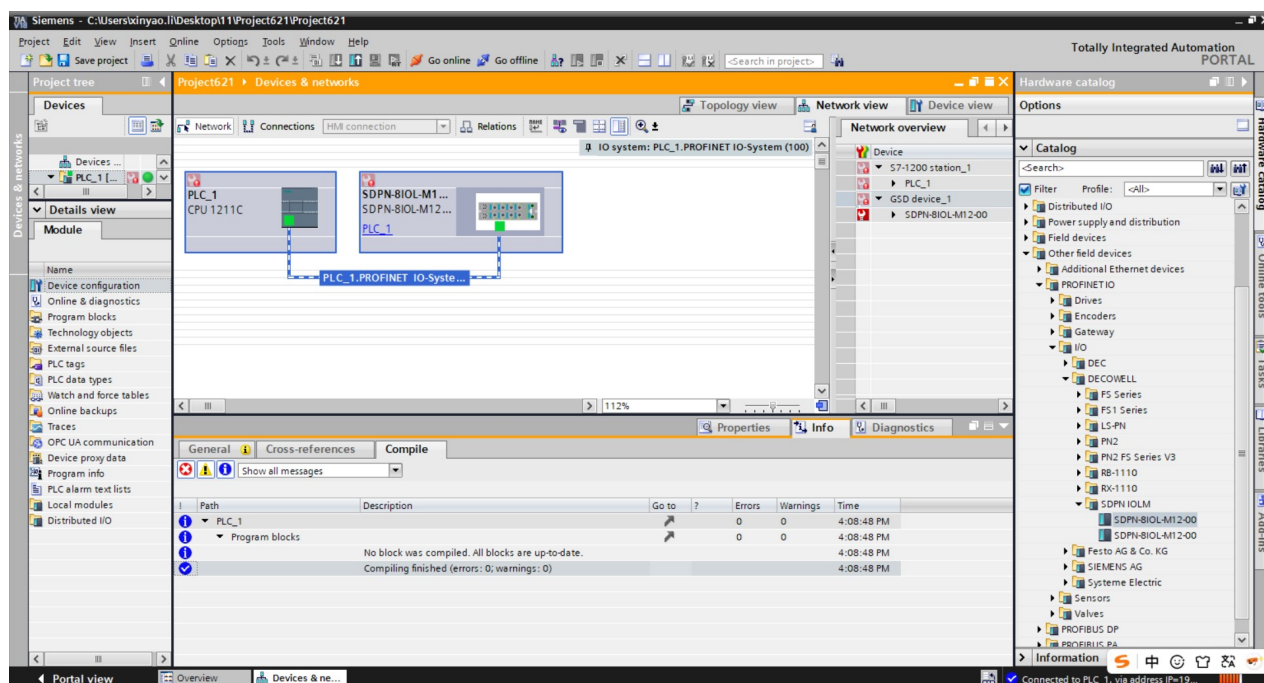 Siemens - C:\Users\xinyao.li\Desktop\11\Project621\Project621
Project Edit View Insert Online Options Tools Window Help
Totally Integrated Automation
PORTAL
Save project Go online Go offline <Search in project>
Project tree
Project621 Devices & networks
Hardware catalog
Devices
Topology view Network view Device view
Options
Network Connections HMI connection Relations
Network overview
IO system: PLC_1.PROFINET IO-System (100)
Device
S7-1200 station_1
PLC_1
GSD device_1
SDPN-8IOL-M12-00
Devices ...
PLC_1 [...
Details view
Module
Name
Device configuration
Online & diagnostics
Program blocks
Technology objects
External source files
PLC tags
PLC data types
Watch and force tables
Online backups
Traces
OPC UA communication
Device proxy data
Program info
PLC alarm text lists
Local modules
Distributed I/O
PLC_1
CPU 1211C
SDPN-8IOL-M1...
SDPN-8IOL-M12...
PLC_1
PLC_1.PROFINET IO-Syste...
112%
Properties Info Diagnostics
General Cross-references Compile
Show all messages
! Path Description Go to ? Errors Warnings Time
PLC_1 0 0 4:08:48 PM
Program blocks 0 0 4:08:48 PM
No block was compiled. All blocks are up-to-date. 4:08:48 PM
Compiling finished (errors: 0; warnings: 0) 4:08:48 PM
Catalog
<Search>
Filter Profile: <All>
Distributed I/O
Power supply and distribution
Field devices
Other field devices
Additional Ethernet devices
PROFINET IO
Drives
Encoders
Gateway
I/O
DEC
DECOWELL
FS Series
FS1 Series
LS-PN
PN2
PN2 FS Series V3
RB-1110
RX-1110
SDPN IOLM
SDPN-8IOL-M12-00
SDPN-8IOL-M12-00
Festo AG & Co. KG
SIEMENS AG
Systeme Electric
Sensors
Valves
PROFIBUS DP
PROFIBUS PA
Information
中
Devices & networks
Hardware catalog
Online tools
Tasks
Libraries
Add-ins
Portal view Overview Devices & ne...
Connected to PLC_1, via address IP=19...